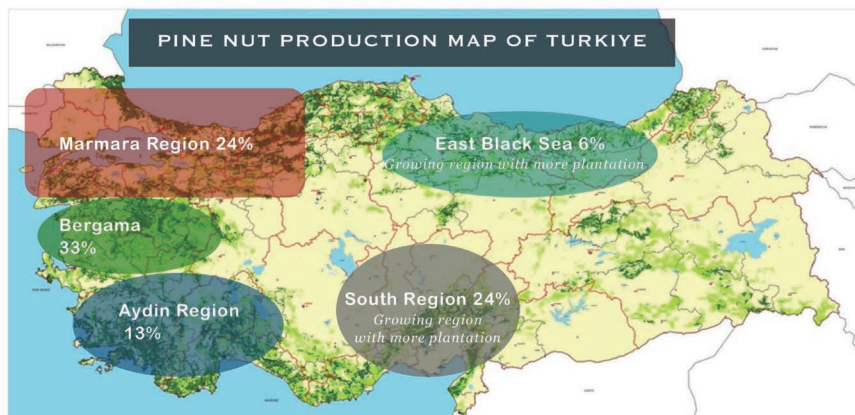 PINE NUT PRODUCTION MAP OF TURKIYE
Marmara Region 24%
East Black Sea 6%
Growing region with more plantation
Bergama
33%
Aydin Region
13%
South Region 24%
Growing region
with more plantation